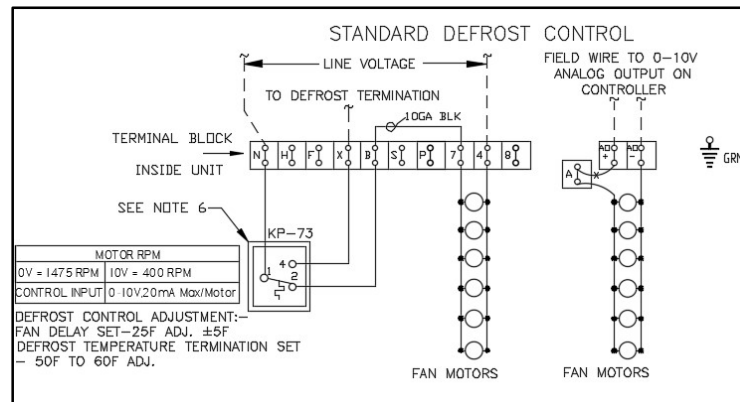 STANDARD DEFROST CONTROL
LINE VOLTAGE
FIELD WIRE TO 0-10V
ANALOG OUTPUT ON
CONTROLLER
TO DEFROST TERMINATION
10GA BLK
TERMINAL BLOCK
INSIDE UNIT
N H F X B S P 7 4 8
AO + AO -
A
GRN
SEE NOTE 6
KP-73
4
1
2
MOTOR RPM
0V = 1475 RPM 10V = 400 RPM
CONTROL INPUT 0-10V,20mA Max/Motor
DEFROST CONTROL ADJUSTMENT:-
FAN DELAY SET-25F ADJ. ±5F
DEFROST TEMPERATURE TERMINATION SET
- 50F TO 60F ADJ.
FAN MOTORS
FAN MOTORS